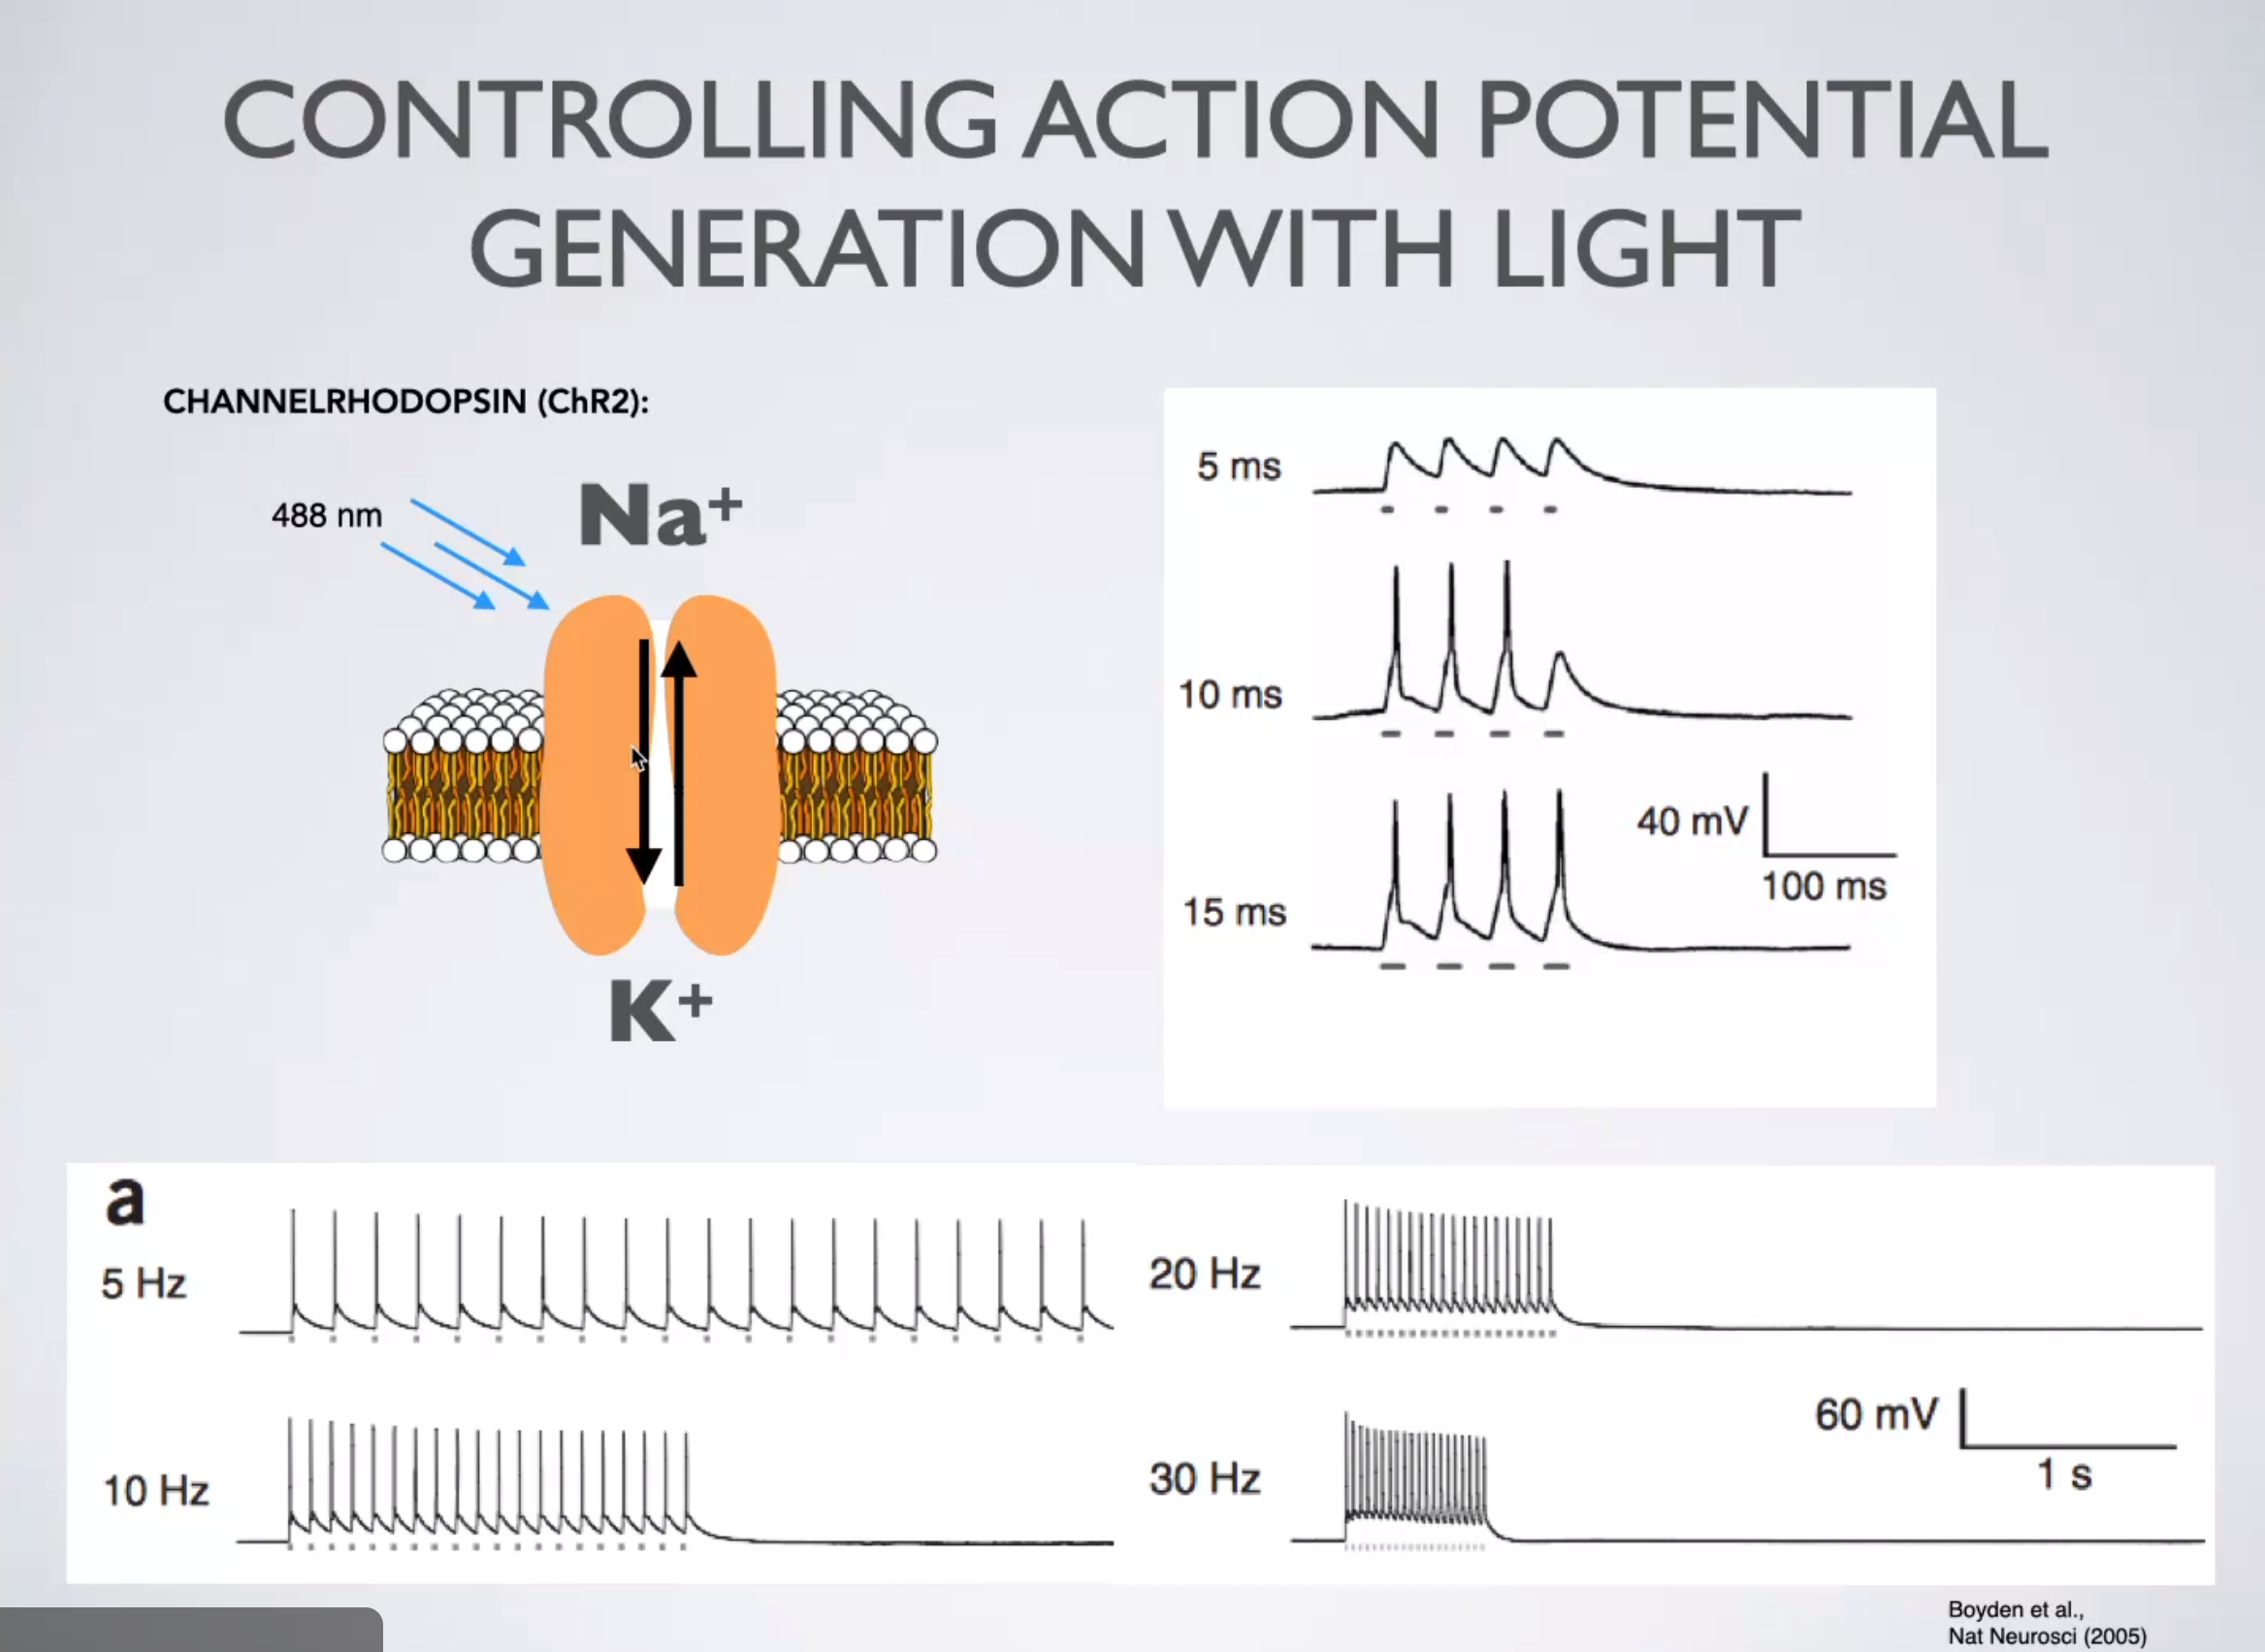 CONTROLLING ACTION POTENTIAL
GENERATION WITH LIGHT
CHANNELRHODOPSIN (ChR2):
488 nm
Na+
K+
5 ms
10 ms
15 ms
40 mV
100 ms
a
5 Hz
10 Hz
20 Hz
30 Hz
60 mV
1 s
Boyden et al.,
Nat Neurosci (2005)